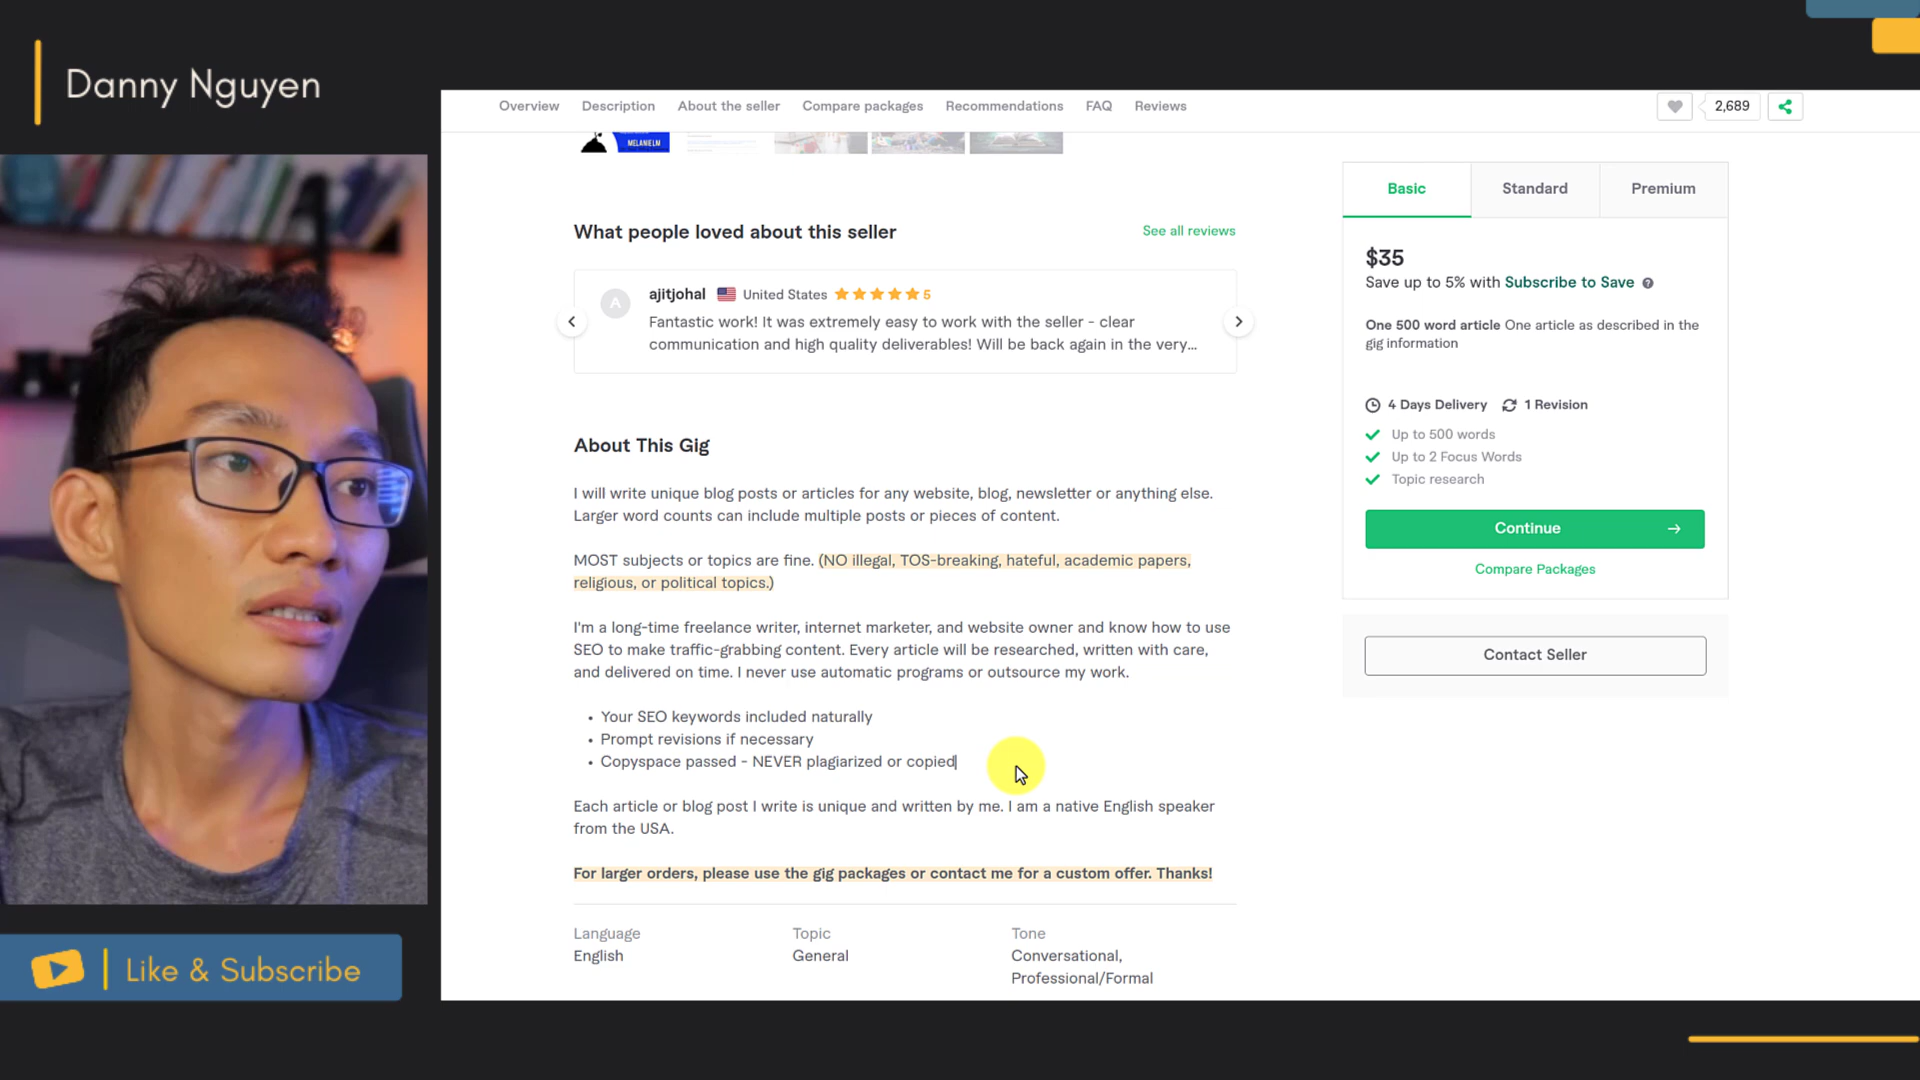 Danny Nguyen
Overview Description About the seller Compare packages Recommendations FAQ Reviews
2,689
MELANIELM
What people loved about this seller
See all reviews
A
ajitjohal United States 5
Fantastic work! It was extremely easy to work with the seller - clear
communication and high quality deliverables! Will be back again in the very...
About This Gig
I will write unique blog posts or articles for any website, blog, newsletter or anything else.
Larger word counts can include multiple posts or pieces of content.
MOST subjects or topics are fine. (NO illegal, TOS-breaking, hateful, academic papers,
religious, or political topics.)
I'm a long-time freelance writer, internet marketer, and website owner and know how to use
SEO to make traffic-grabbing content. Every article will be researched, written with care,
and delivered on time. I never use automatic programs or outsource my work.
• Your SEO keywords included naturally
• Prompt revisions if necessary
• Copyspace passed - NEVER plagiarized or copied
Each article or blog post I write is unique and written by me. I am a native English speaker
from the USA.
For larger orders, please use the gig packages or contact me for a custom offer. Thanks!
Language
English
Topic
General
Tone
Conversational,
Professional/Formal
Basic Standard Premium
$35
Save up to 5% with Subscribe to Save
One 500 word article One article as described in the
gig information
4 Days Delivery 1 Revision
Up to 500 words
Up to 2 Focus Words
Topic research
Continue
Compare Packages
Contact Seller
Like & Subscribe